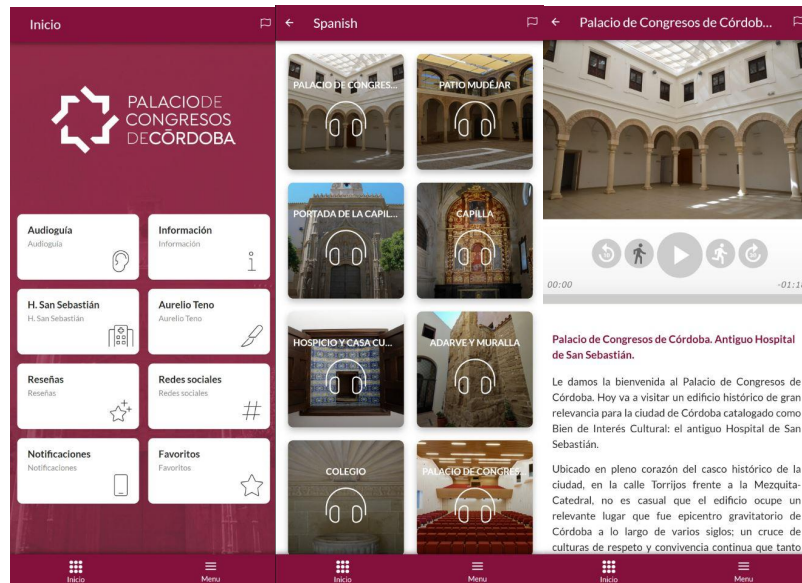 Inicio
PALACIODE
CONGRESOS
DECÓRDOBA
Audioguía
Audioguía
Información
Información
H. San Sebastián
H. San Sebastián
Aurelio Teno
Aurelio Teno
Reseñas
Reseñas
Redes sociales
Redes sociales
Notificaciones
Notificaciones
Favoritos
Favoritos
Inicio
Menu
Spanish
PALACIO DE CONGRES...
PATIO MUDÉJAR
PORTADA DE LA CAPIL...
CAPILLA
HOSPICIO Y CASA CU...
ADARVE Y MURALLA
COLEGIO
PALACIO DE CONGRES...
Inicio
Menu
Palacio de Congresos de Córdob...
00:00
Palacio de Congresos de Córdoba. Antiguo Hospital
de San Sebastián.
Le damos la bienvenida al Palacio de Congresos de
Córdoba. Hoy va a visitar un edificio histórico de gran
relevancia para la ciudad de Córdoba catalogado como
Bien de Interés Cultural: el antiguo Hospital de San
Sebastián.
Ubicado en pleno corazón del casco histórico de la
ciudad, en la calle Torrijos frente a la Mezquita-
Catedral, no es casual que el edificio ocupe un
relevante lugar que fue epicentro gravitatorio de
Córdoba a lo largo de varios siglos; un cruce de
culturas de respeto y convivencia continua que tanto
Inicio
Menu